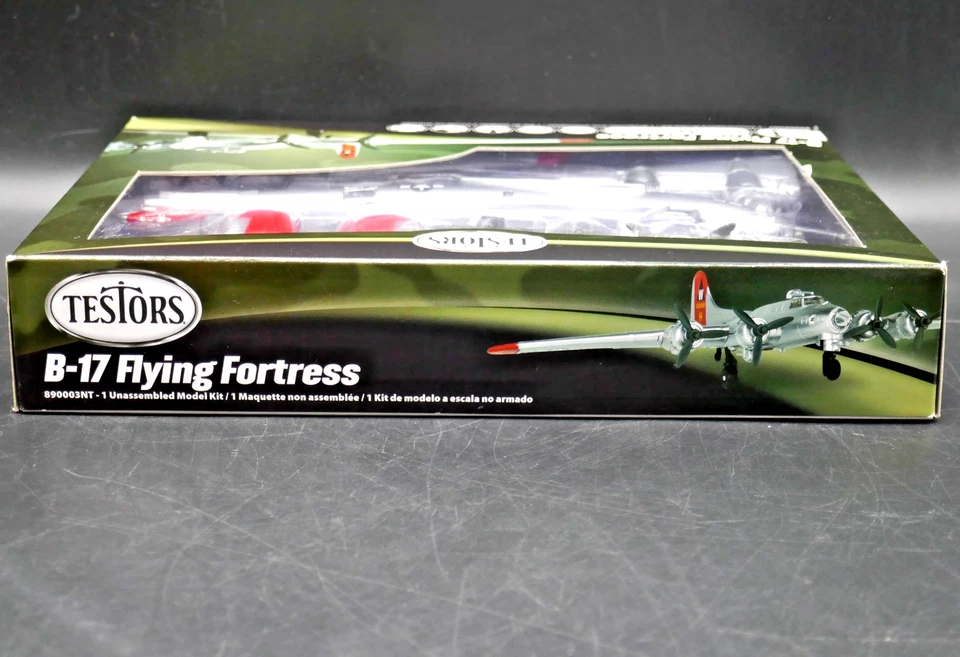 TESTORS
TESTORS
B-17 Flying Fortress
890003NT - 1 Unassembled Model Kit / 1 Maquette non assemblée / 1 Kit de modelo a escala no armado